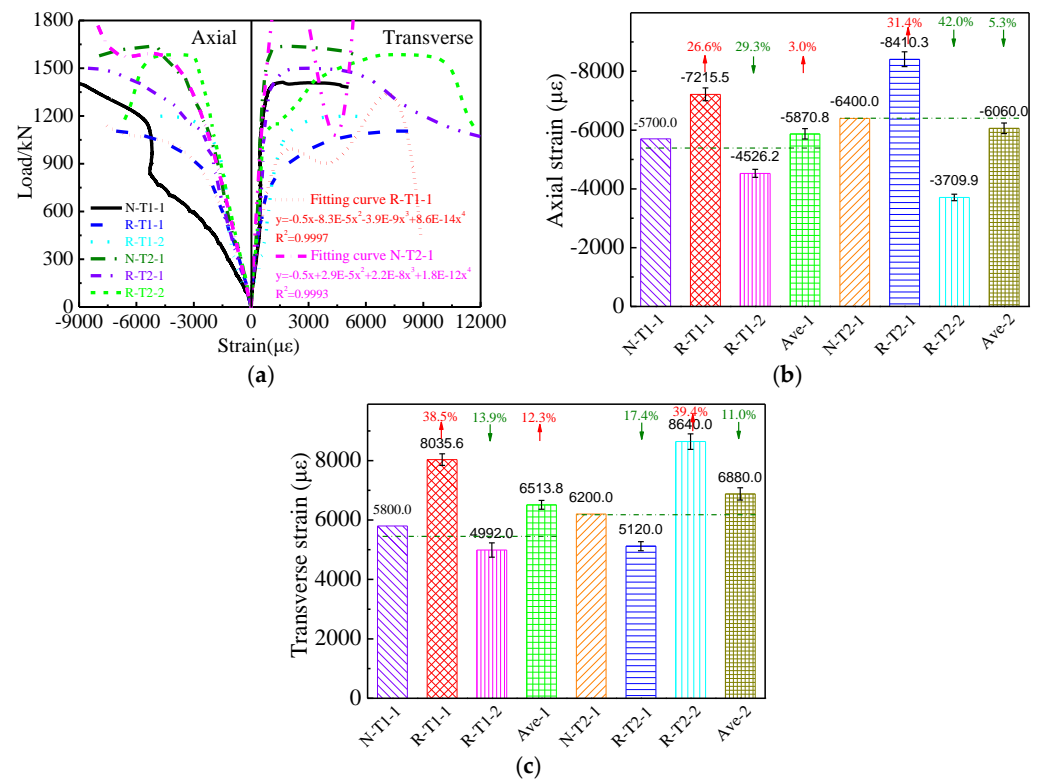 1800
1500
1200
900
600
300
0
Load/kN
Axial
Transverse
N-T1-1
R-T1-1
R-T1-2
N-T2-1
R-T2-1
R-T2-2
Fitting curve R-T1-1
y=-0.5x-8.3E-5x²-3.9E-9x³+8.6E-14x⁴
R²=0.9997
Fitting curve N-T2-1
y=-0.5x+2.9E-5x²+2.2E-8x³+1.8E-12x⁴
R²=0.9993
-9000 -6000 -3000 0 3000 6000 9000 12000
Strain(με)
(a)
-8000
-6000
-4000
-2000
0
Axial strain (με)
26.6% 29.3% 3.0% 31.4% 42.0% 5.3%
-5700.0 -7215.5 -4526.2 -5870.8 -6400.0 -8410.3 -3709.9 -6060.0
N-T1-1 R-T1-1 R-T1-2 Ave-1 N-T2-1 R-T2-1 R-T2-2 Ave-2
(b)
8000
6000
4000
2000
0
Transverse strain (με)
38.5% 13.9% 12.3% 17.4% 39.4% 11.0%
5800.0 8035.6 4992.0 6513.8 6200.0 5120.0 8640.0 6880.0
N-T1-1 R-T1-1 R-T1-2 Ave-1 N-T2-1 R-T2-1 R-T2-2 Ave-2
(c)